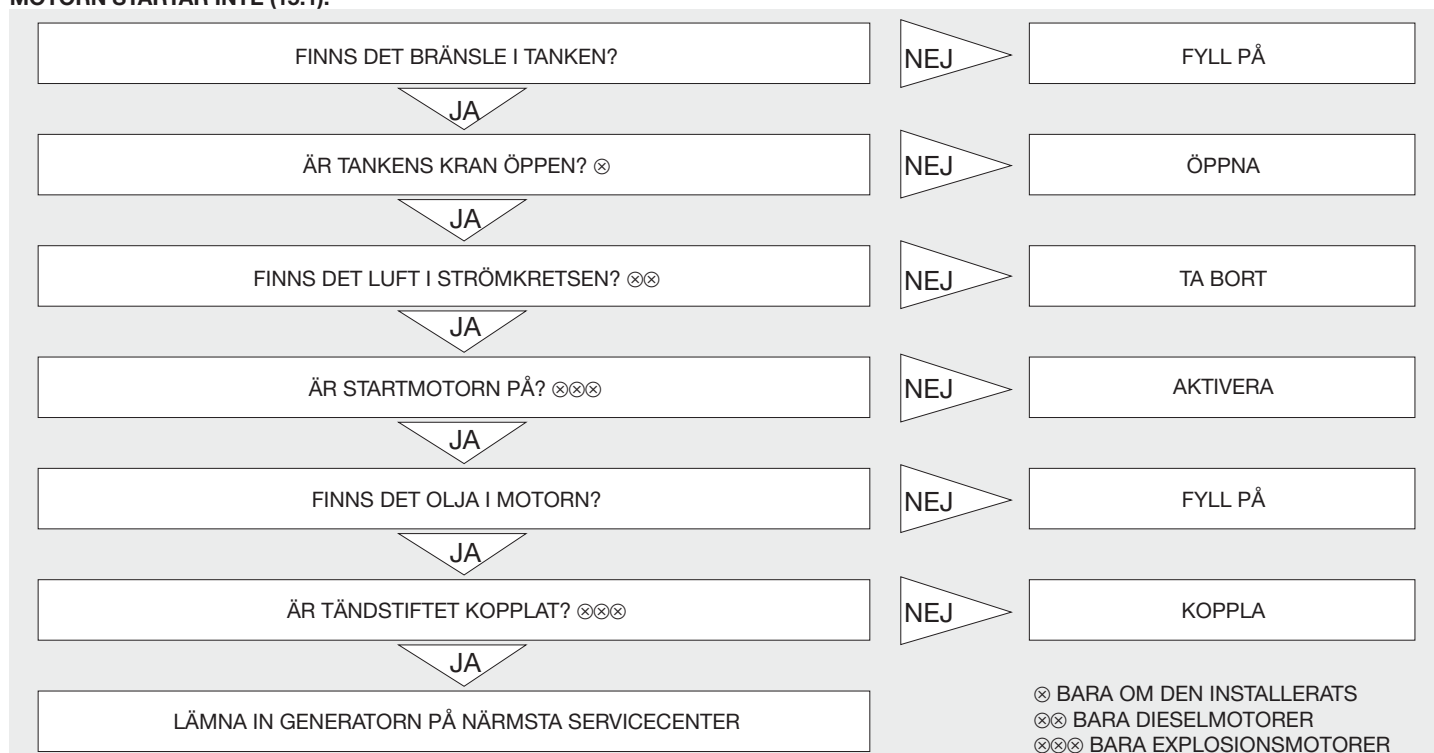 MOTORN STARTAR INTE (15.1):
FINNS DET BRÄNSLE I TANKEN?
NEJ
FYLL PÅ
JA
ÄR TANKENS KRAN ÖPPEN? ⊗
NEJ
ÖPPNA
JA
FINNS DET LUFT I STRÖMKRETSEN? ⊗⊗
NEJ
TA BORT
JA
ÄR STARTMOTORN PÅ? ⊗⊗⊗
NEJ
AKTIVERA
JA
FINNS DET OLJA I MOTORN?
NEJ
FYLL PÅ
JA
ÄR TÄNDSTIFTET KOPPLAT? ⊗⊗⊗
NEJ
KOPPLA
JA
LÄMNA IN GENERATORN PÅ NÄRMSTA SERVICECENTER
⊗ BARA OM DEN INSTALLERATS
⊗⊗ BARA DIESELMOTORER
⊗⊗⊗ BARA EXPLOSIONSMOTORER